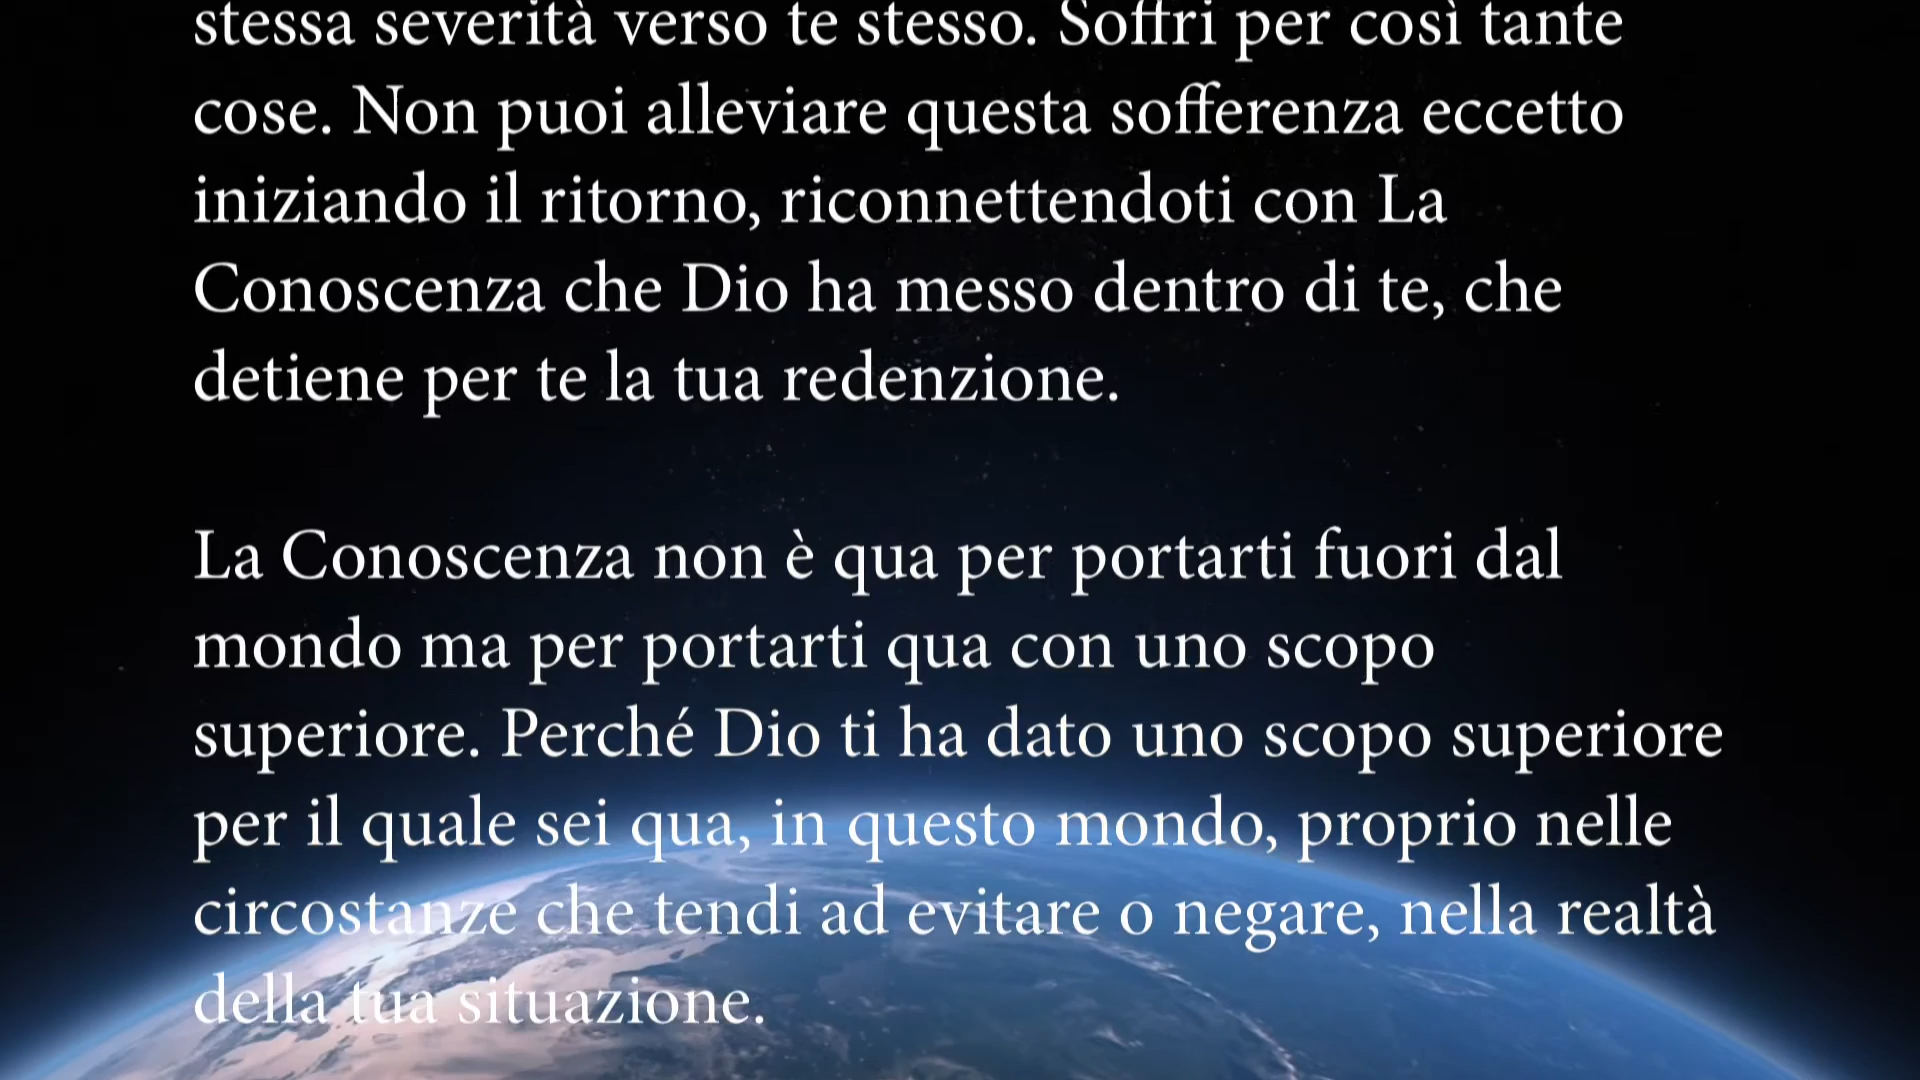 stessa severità verso te stesso. Soffri per così tante
cose. Non puoi alleviare questa sofferenza eccetto
iniziando il ritorno, riconnettendoti con La
Conoscenza che Dio ha messo dentro di te, che
detiene per te la tua redenzione.
La Conoscenza non è qua per portarti fuori dal
mondo ma per portarti qua con uno scopo
superiore. Perché Dio ti ha dato uno scopo superiore
per il quale sei qua, in questo mondo, proprio nelle
circostanze che tendi ad evitare o negare, nella realtà
della tua situazione.